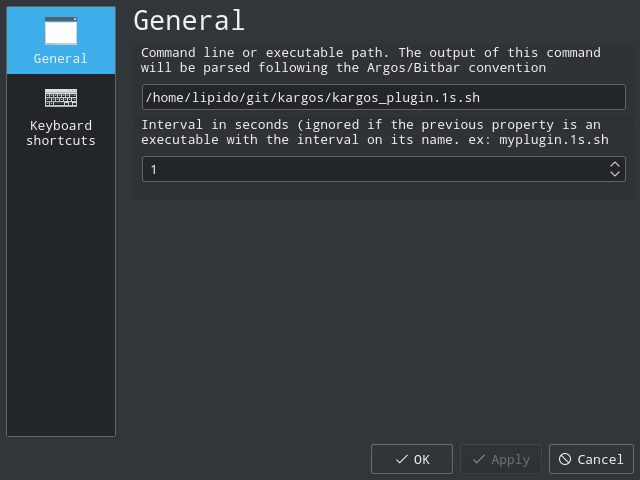 General
Keyboard
shortcuts
General
Command line or executable path. The output of this command
will be parsed following the Argos/Bitbar convention
/home/lipido/git/kargos/kargos_plugin.1s.sh
Interval in seconds (ignored if the previous property is an
executable with the interval on its name. ex: myplugin.1s.sh
1
OK
Apply
Cancel